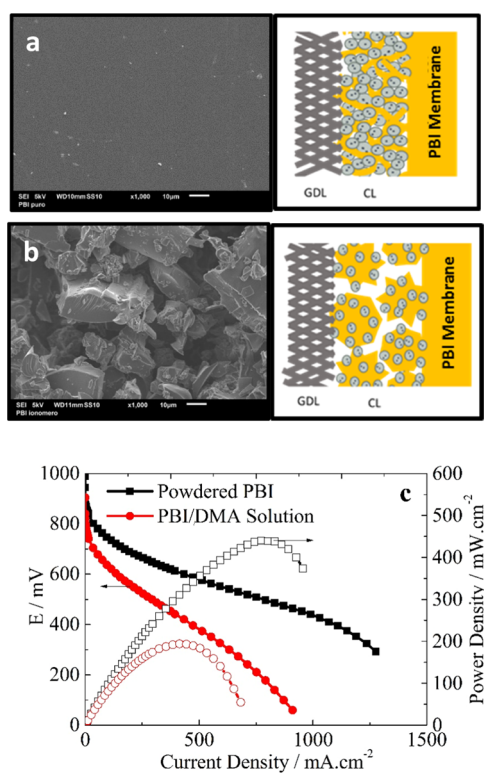 a
SEI 5kV WD10mm SS10 x1,000 10μm
PBI puro
GDL CL
PBI Membrane
b
SEI 5kV WD11mm SS10 x1,000 10μm
PBI ionomero
GDL CL
PBI Membrane
c
Powdered PBI
PBI/DMA Solution
1000
800
600
400
200
0
E / mV
600
500
400
300
200
100
0
Power Density / mW.cm-2
0 500 1000 1500
Current Density / mA.cm-2